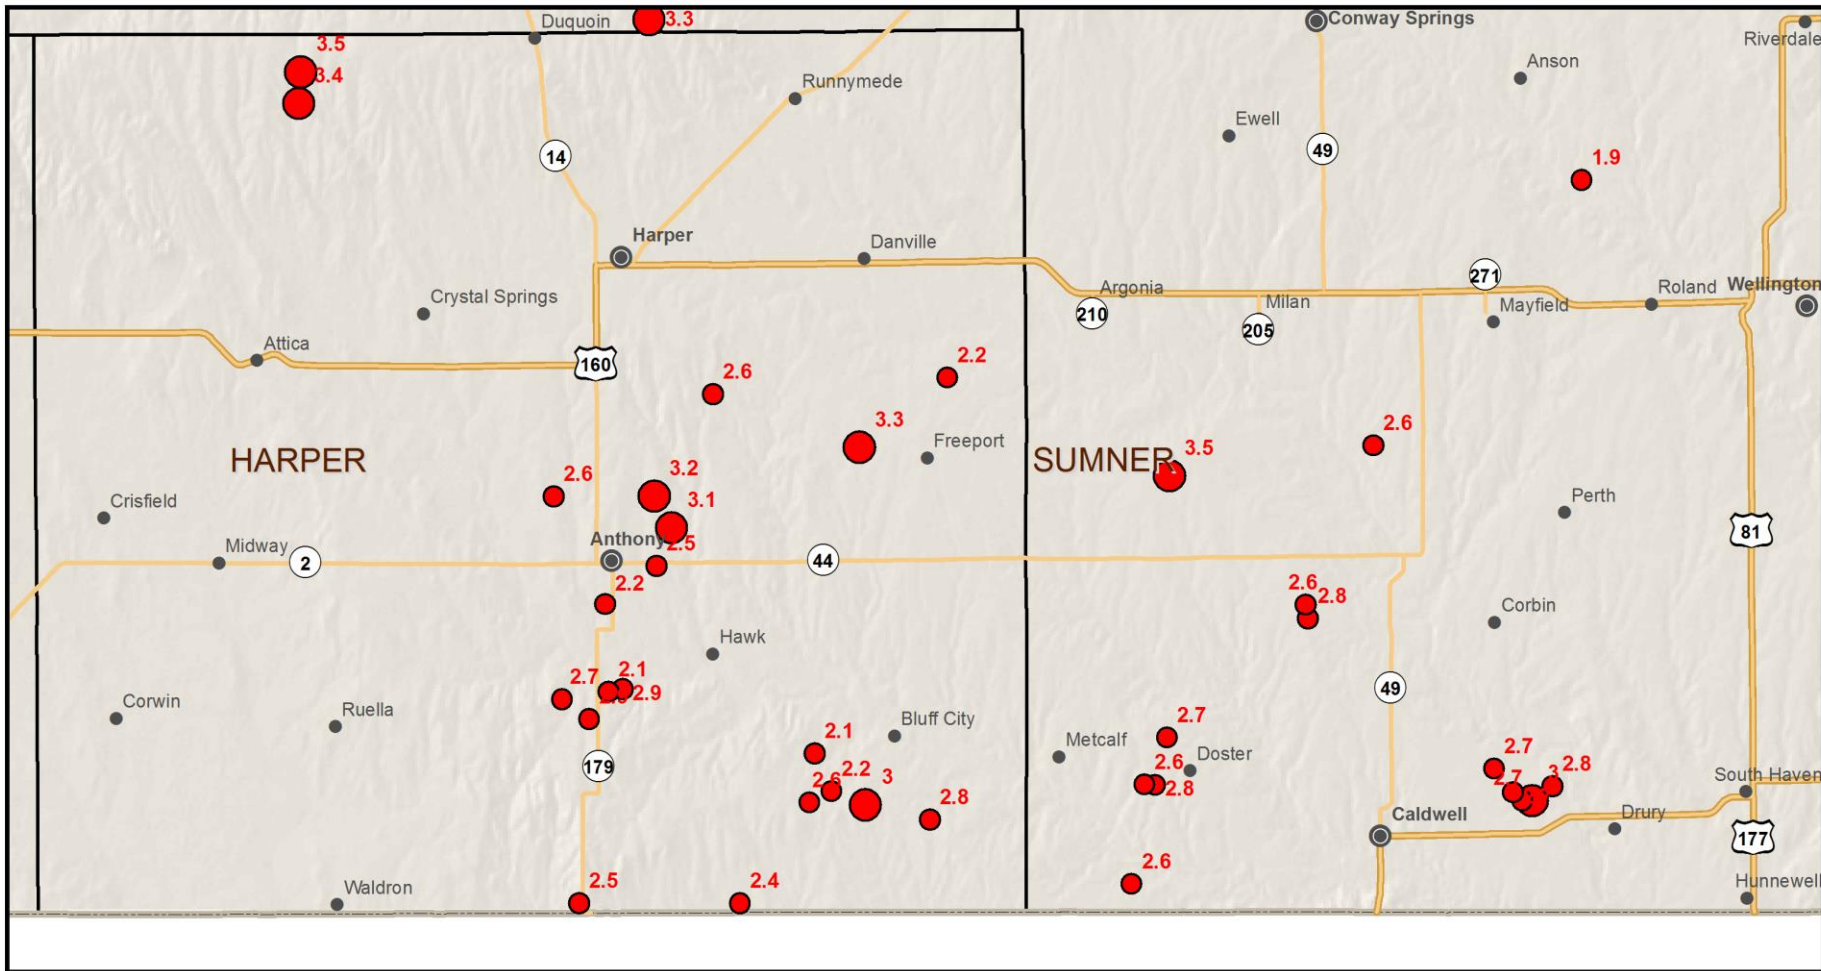 Duquoin
3.3
Conway Springs
Riverdale
3.5
3.4
Anson
Runnymede
Ewell
14
49
1.9
Harper
Danville
271
Crystal Springs
Argonia
Milan
Roland
Wellington
Mayfield
210
205
Attica
160
2.6
2.2
3.3
Freeport
2.6
HARPER
SUMNER
3.5
2.6
3.2
3.1
Crisfield
Perth
Anthony
2.5
Midway
2
44
81
2.2
2.6
2.8
Corbin
Hawk
2.7
2.1
2.9
49
Corwin
Ruella
Bluff City
2.1
2.7
Metcalf
Doster
179
2.2
2.6
3
2.8
2.6
2.8
2.7
2.7
3
2.8
South Haven
Caldwell
Drury
177
2.6
2.5
2.4
Waldron
Hunnewell